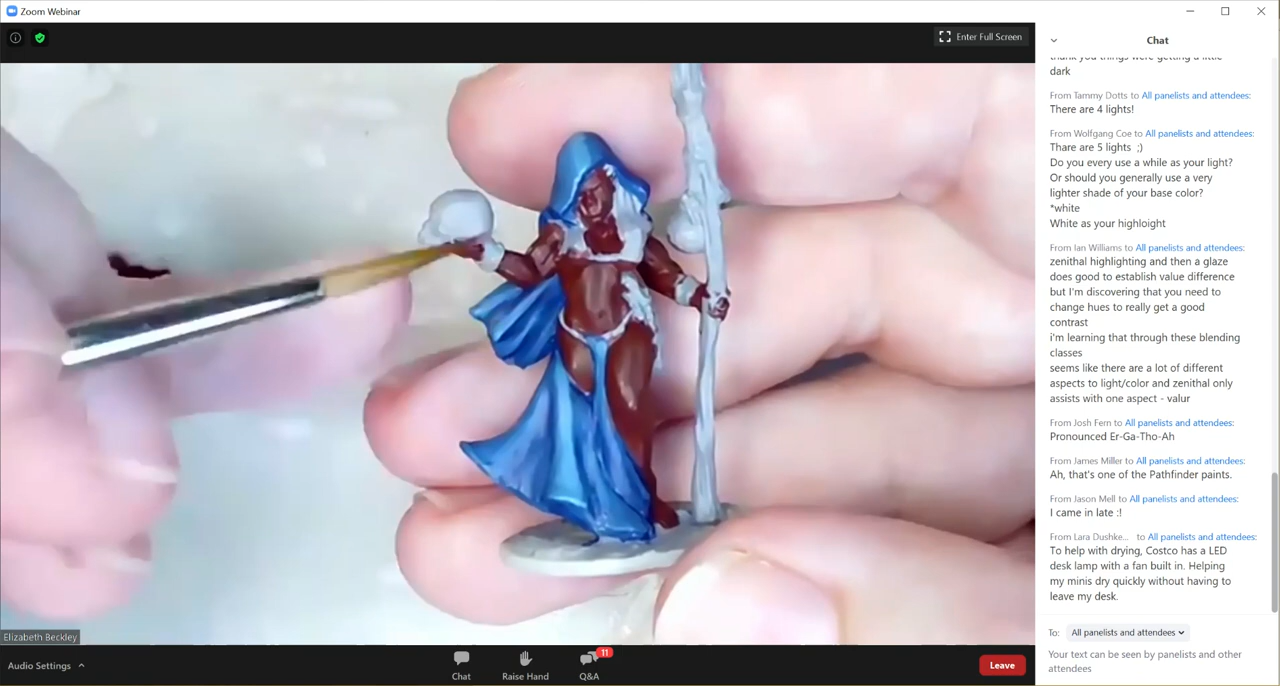 Zoom Webinar
Enter Full Screen
Chat
thank you things were getting a little
dark
From Tammy Dotts to All panelists and attendees:
There are 4 lights!
From Wolfgang Coe to All panelists and attendees:
Thare are 5 lights ;)
Do you every use a while as your light?
Or should you generally use a very
lighter shade of your base color?
*white
White as your highloight
From Ian Williams to All panelists and attendees:
zenithal highlighting and then a glaze
does good to establish value difference
but I'm discovering that you need to
change hues to really get a good
contrast
i'm learning that through these blending
classes
seems like there are a lot of different
aspects to light/color and zenithal only
assists with one aspect - valur
From Josh Fern to All panelists and attendees:
Pronounced Er-Ga-Tho-Ah
From James Miller to All panelists and attendees:
Ah, that's one of the Pathfinder paints.
From Jason Mell to All panelists and attendees:
I came in late :!
From Lara Dushke... to All panelists and attendees:
To help with drying, Costco has a LED
desk lamp with a fan built in. Helping
my minis dry quickly without having to
leave my desk.
To: All panelists and attendees
Your text can be seen by panelists and other
attendees
Elizabeth Beckley
Audio Settings
Chat
Raise Hand
11
Q&A
Leave